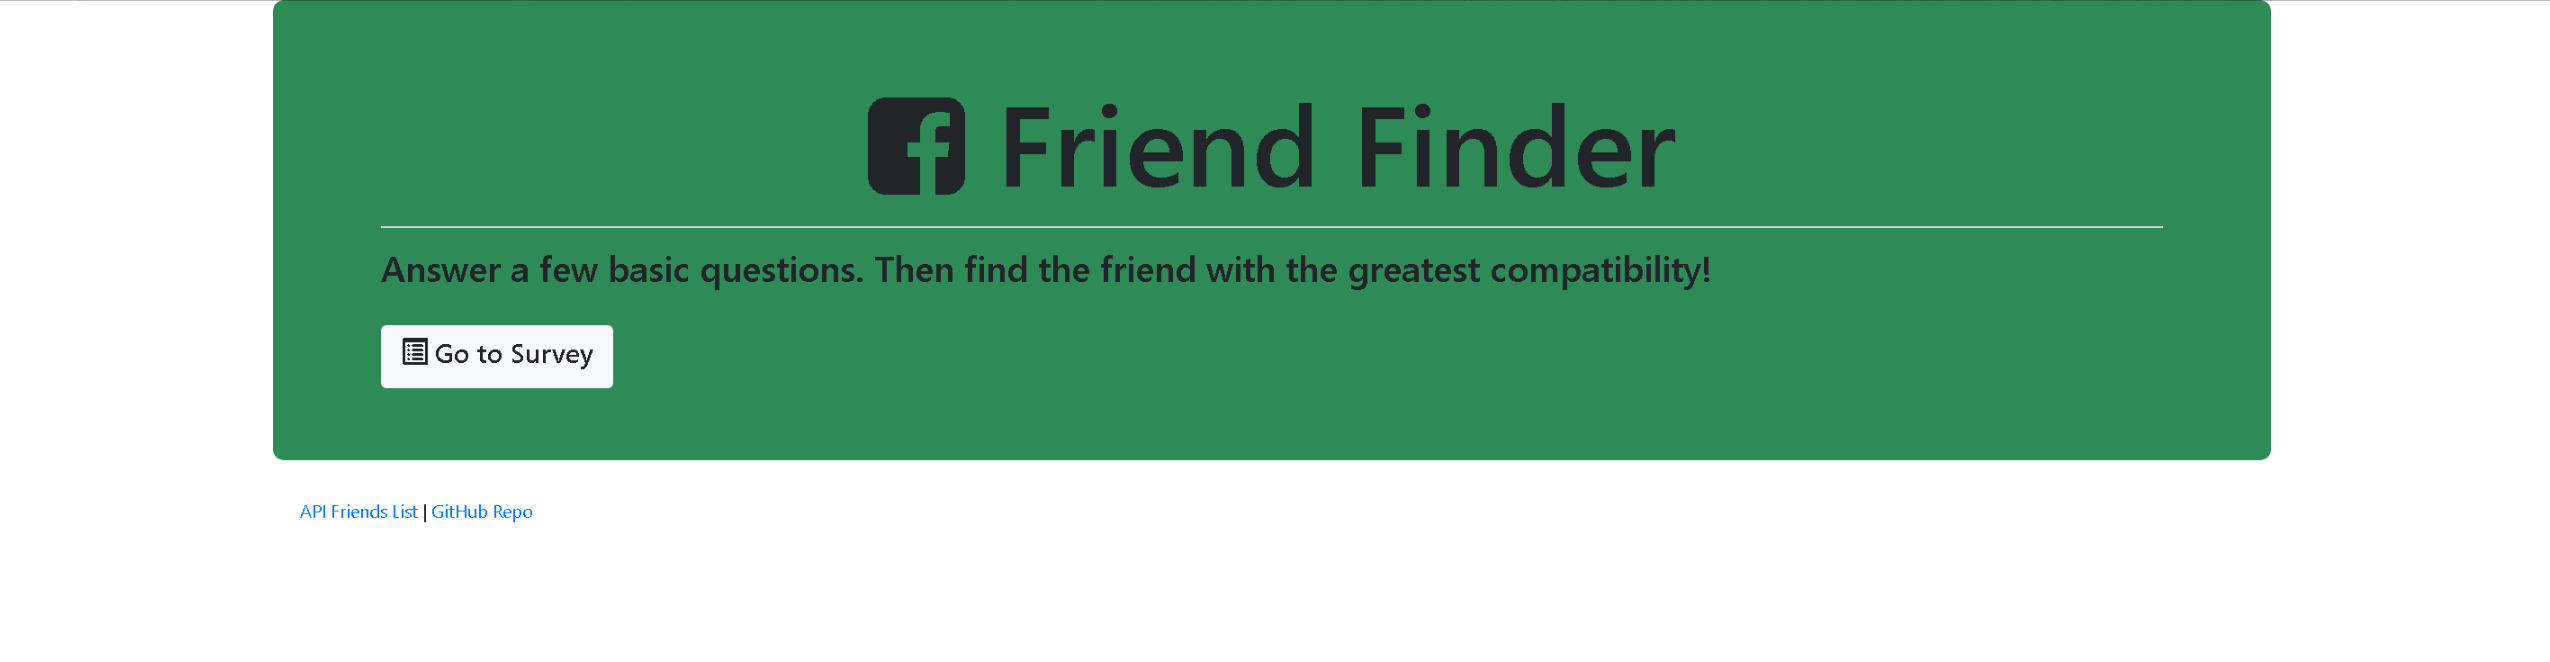 Friend Finder
Answer a few basic questions. Then find the friend with the greatest compatibility!
Go to Survey
API Friends List | GitHub Repo